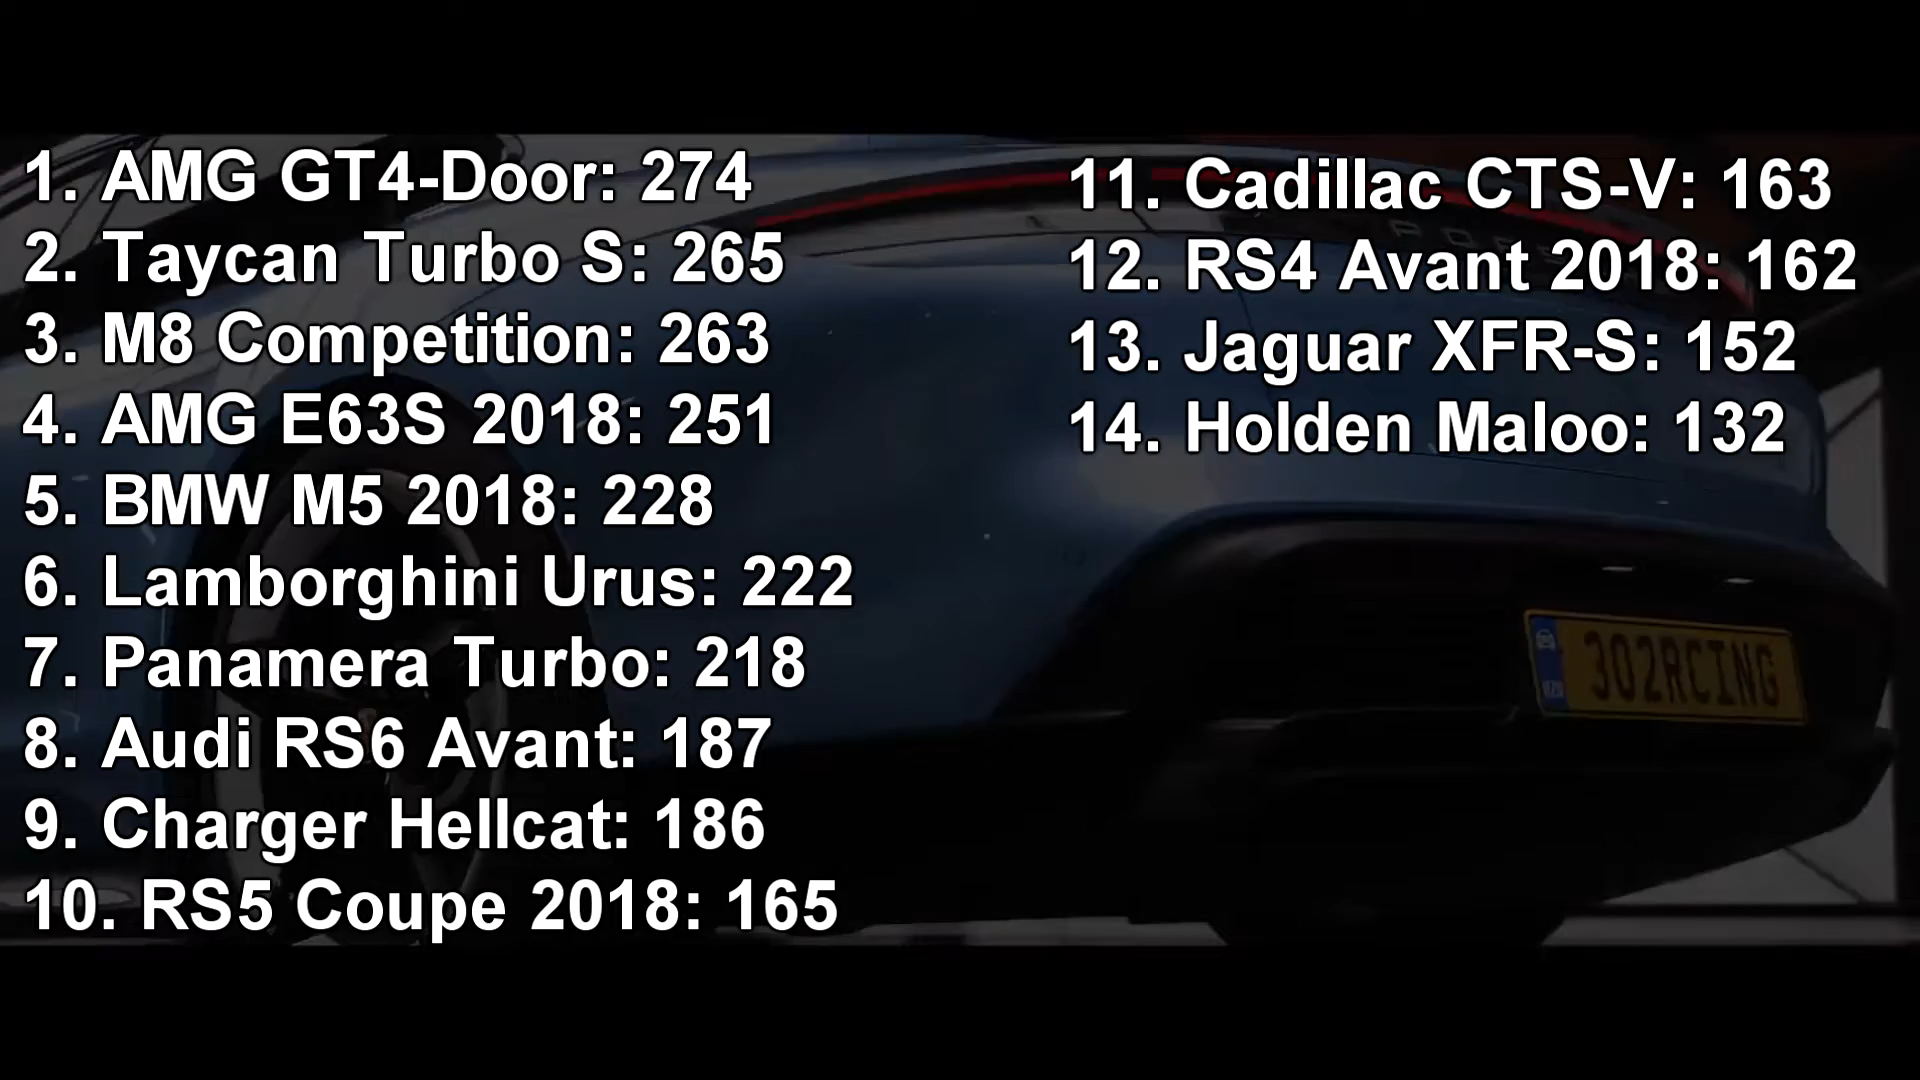 1. AMG GT4-Door: 274
2. Taycan Turbo S: 265
3. M8 Competition: 263
4. AMG E63S 2018: 251
5. BMW M5 2018: 228
6. Lamborghini Urus: 222
7. Panamera Turbo: 218
8. Audi RS6 Avant: 187
9. Charger Hellcat: 186
10. RS5 Coupe 2018: 165
11. Cadillac CTS-V: 163
12. RS4 Avant 2018: 162
13. Jaguar XFR-S: 152
14. Holden Maloo: 132
302RCING